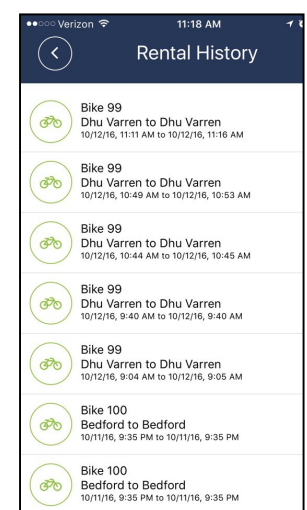 Verizon 11:18 AM
Rental History
Bike 99
Dhu Varren to Dhu Varren
10/12/16, 11:11 AM to 10/12/16, 11:16 AM
Bike 99
Dhu Varren to Dhu Varren
10/12/16, 10:49 AM to 10/12/16, 10:53 AM
Bike 99
Dhu Varren to Dhu Varren
10/12/16, 10:44 AM to 10/12/16, 10:45 AM
Bike 99
Dhu Varren to Dhu Varren
10/12/16, 9:40 AM to 10/12/16, 9:40 AM
Bike 99
Dhu Varren to Dhu Varren
10/12/16, 9:04 AM to 10/12/16, 9:05 AM
Bike 100
Bedford to Bedford
10/11/16, 9:35 PM to 10/11/16, 9:35 PM
Bike 100
Bedford to Bedford
10/11/16, 9:35 PM to 10/11/16, 9:35 PM